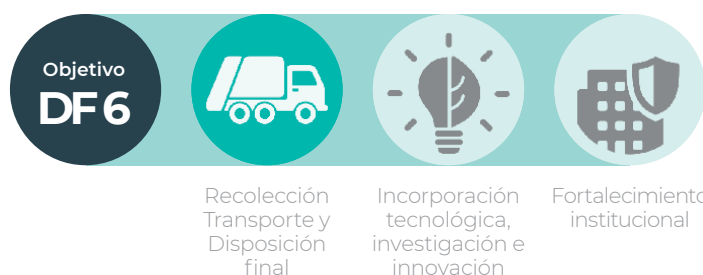 Objetivo
DF 6
Recolección
Transporte y
Disposición
final
Incorporación
tecnológica,
investigación e
innovación
Fortalecimiento
institucional